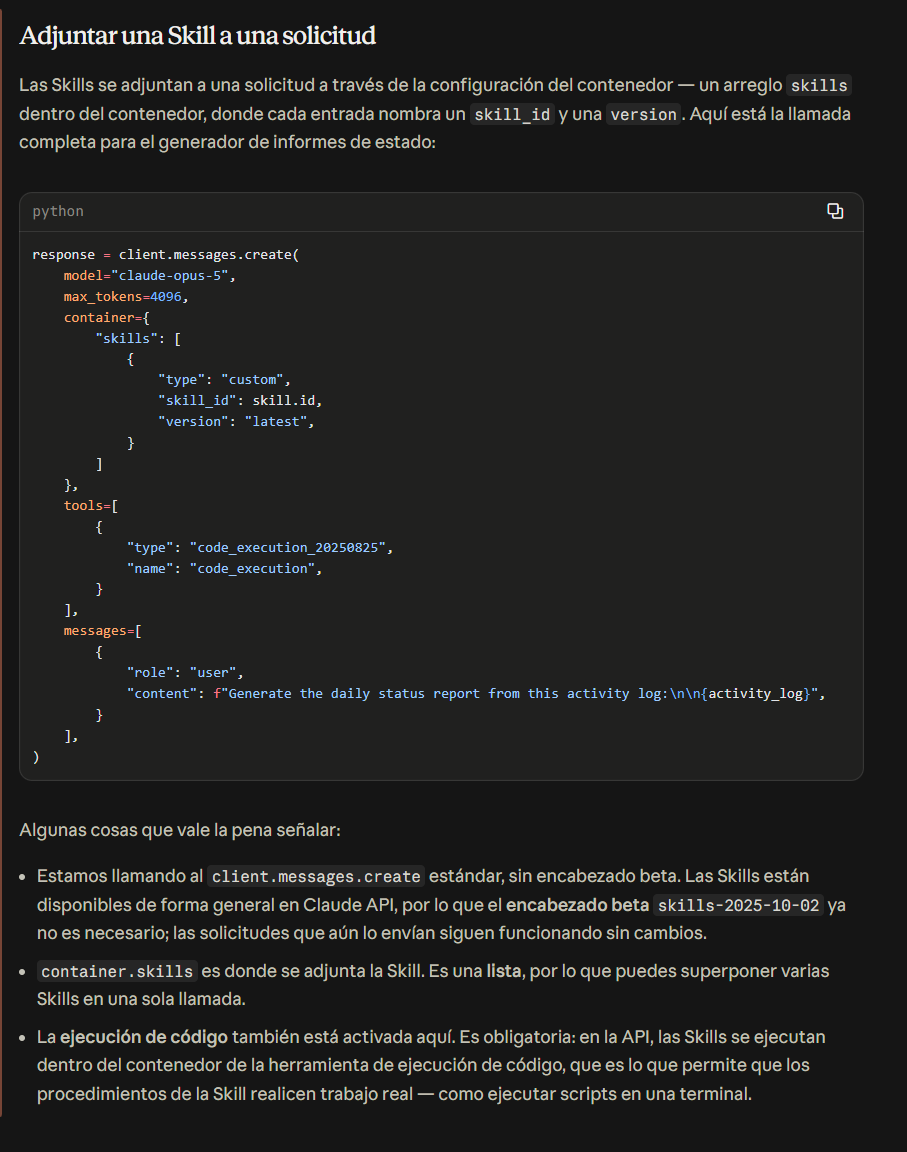 Adjuntar una Skill a una solicitud
Las Skills se adjuntan a una solicitud a través de la configuración del contenedor — un arreglo skills
dentro del contenedor, donde cada entrada nombra un skill_id y una version. Aquí está la llamada
completa para el generador de informes de estado:
python
response = client.messages.create(
    model="claude-opus-5",
    max_tokens=4096,
    container={
        "skills": [
            {
                "type": "custom",
                "skill_id": skill.id,
                "version": "latest",
            }
        ]
    },
    tools=[
        {
            "type": "code_execution_20250825",
            "name": "code_execution",
        }
    ],
    messages=[
        {
            "role": "user",
            "content": f"Generate the daily status report from this activity log:\n\n{activity_log}",
        }
    ],
)
Algunas cosas que vale la pena señalar:
• Estamos llamando al client.messages.create estándar, sin encabezado beta. Las Skills están
disponibles de forma general en Claude API, por lo que el encabezado beta skills-2025-10-02 ya
no es necesario; las solicitudes que aún lo envían siguen funcionando sin cambios.
• container.skills es donde se adjunta la Skill. Es una lista, por lo que puedes superponer varias
Skills en una sola llamada.
• La ejecución de código también está activada aquí. Es obligatoria: en la API, las Skills se ejecutan
dentro del contenedor de la herramienta de ejecución de código, que es lo que permite que los
procedimientos de la Skill realicen trabajo real — como ejecutar scripts en una terminal.